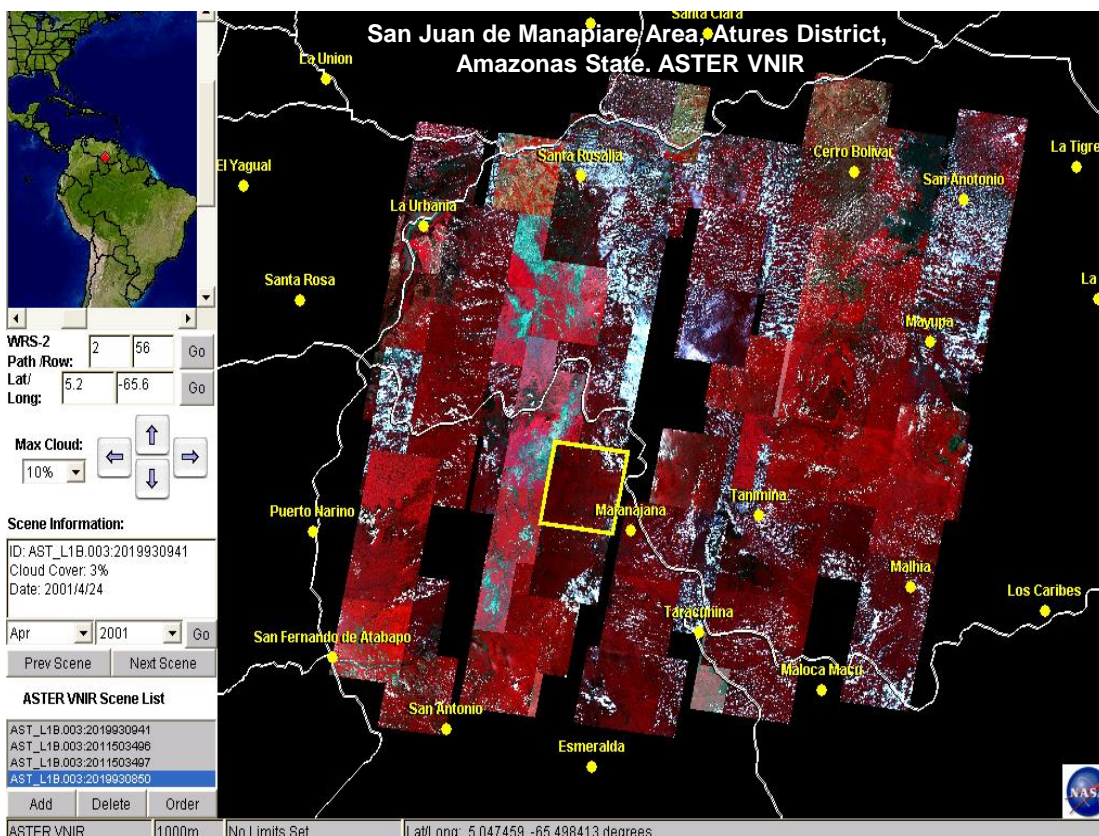 San Juan de Manapiare Area, Atures District,
Amazonas State. ASTER VNIR
WRS-2
Path /Row:
2
56
Go
Lat/
Long:
5.2
-65.6
Go
Max Cloud:
10%
Scene Information:
ID: AST_L1B.003:2019930941
Cloud Cover: 3%
Date: 2001/4/24
Apr
2001
Go
Prev Scene
Next Scene
ASTER VNIR Scene List
AST_L1B.003:2019930941
AST_L1B.003:2011503496
AST_L1B.003:2011503497
AST_L1B.003:2019930850
Add
Delete
Order
ASTER VNIR
1000m
No Limits Set
Lat/Long: 5.047459, -65.498413 degrees
Santa Clara
La Union
El Yagual
Santa Rosalia
Cerro Bolivar
La Tigre
San Anotonio
La Urbania
Santa Rosa
La
Mayupa
Puerto Narino
Majanajana
Tanimina
Malhia
Los Caribes
Taracunina
San Fernando de Atabapo
Maloca Macu
San Antonio
Esmeralda
NASA